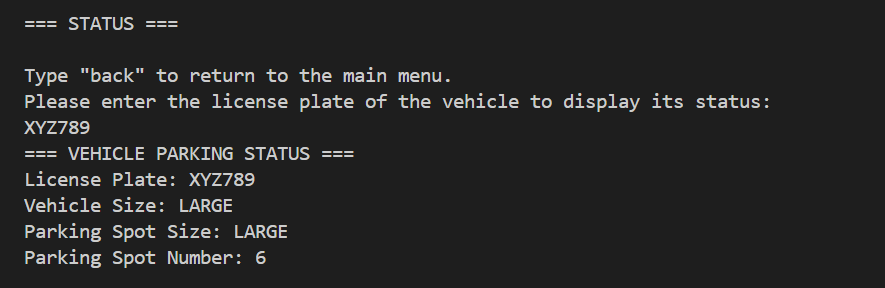 === STATUS ===
Type "back" to return to the main menu.
Please enter the license plate of the vehicle to display its status:
XYZ789
=== VEHICLE PARKING STATUS ===
License Plate: XYZ789
Vehicle Size: LARGE
Parking Spot Size: LARGE
Parking Spot Number: 6